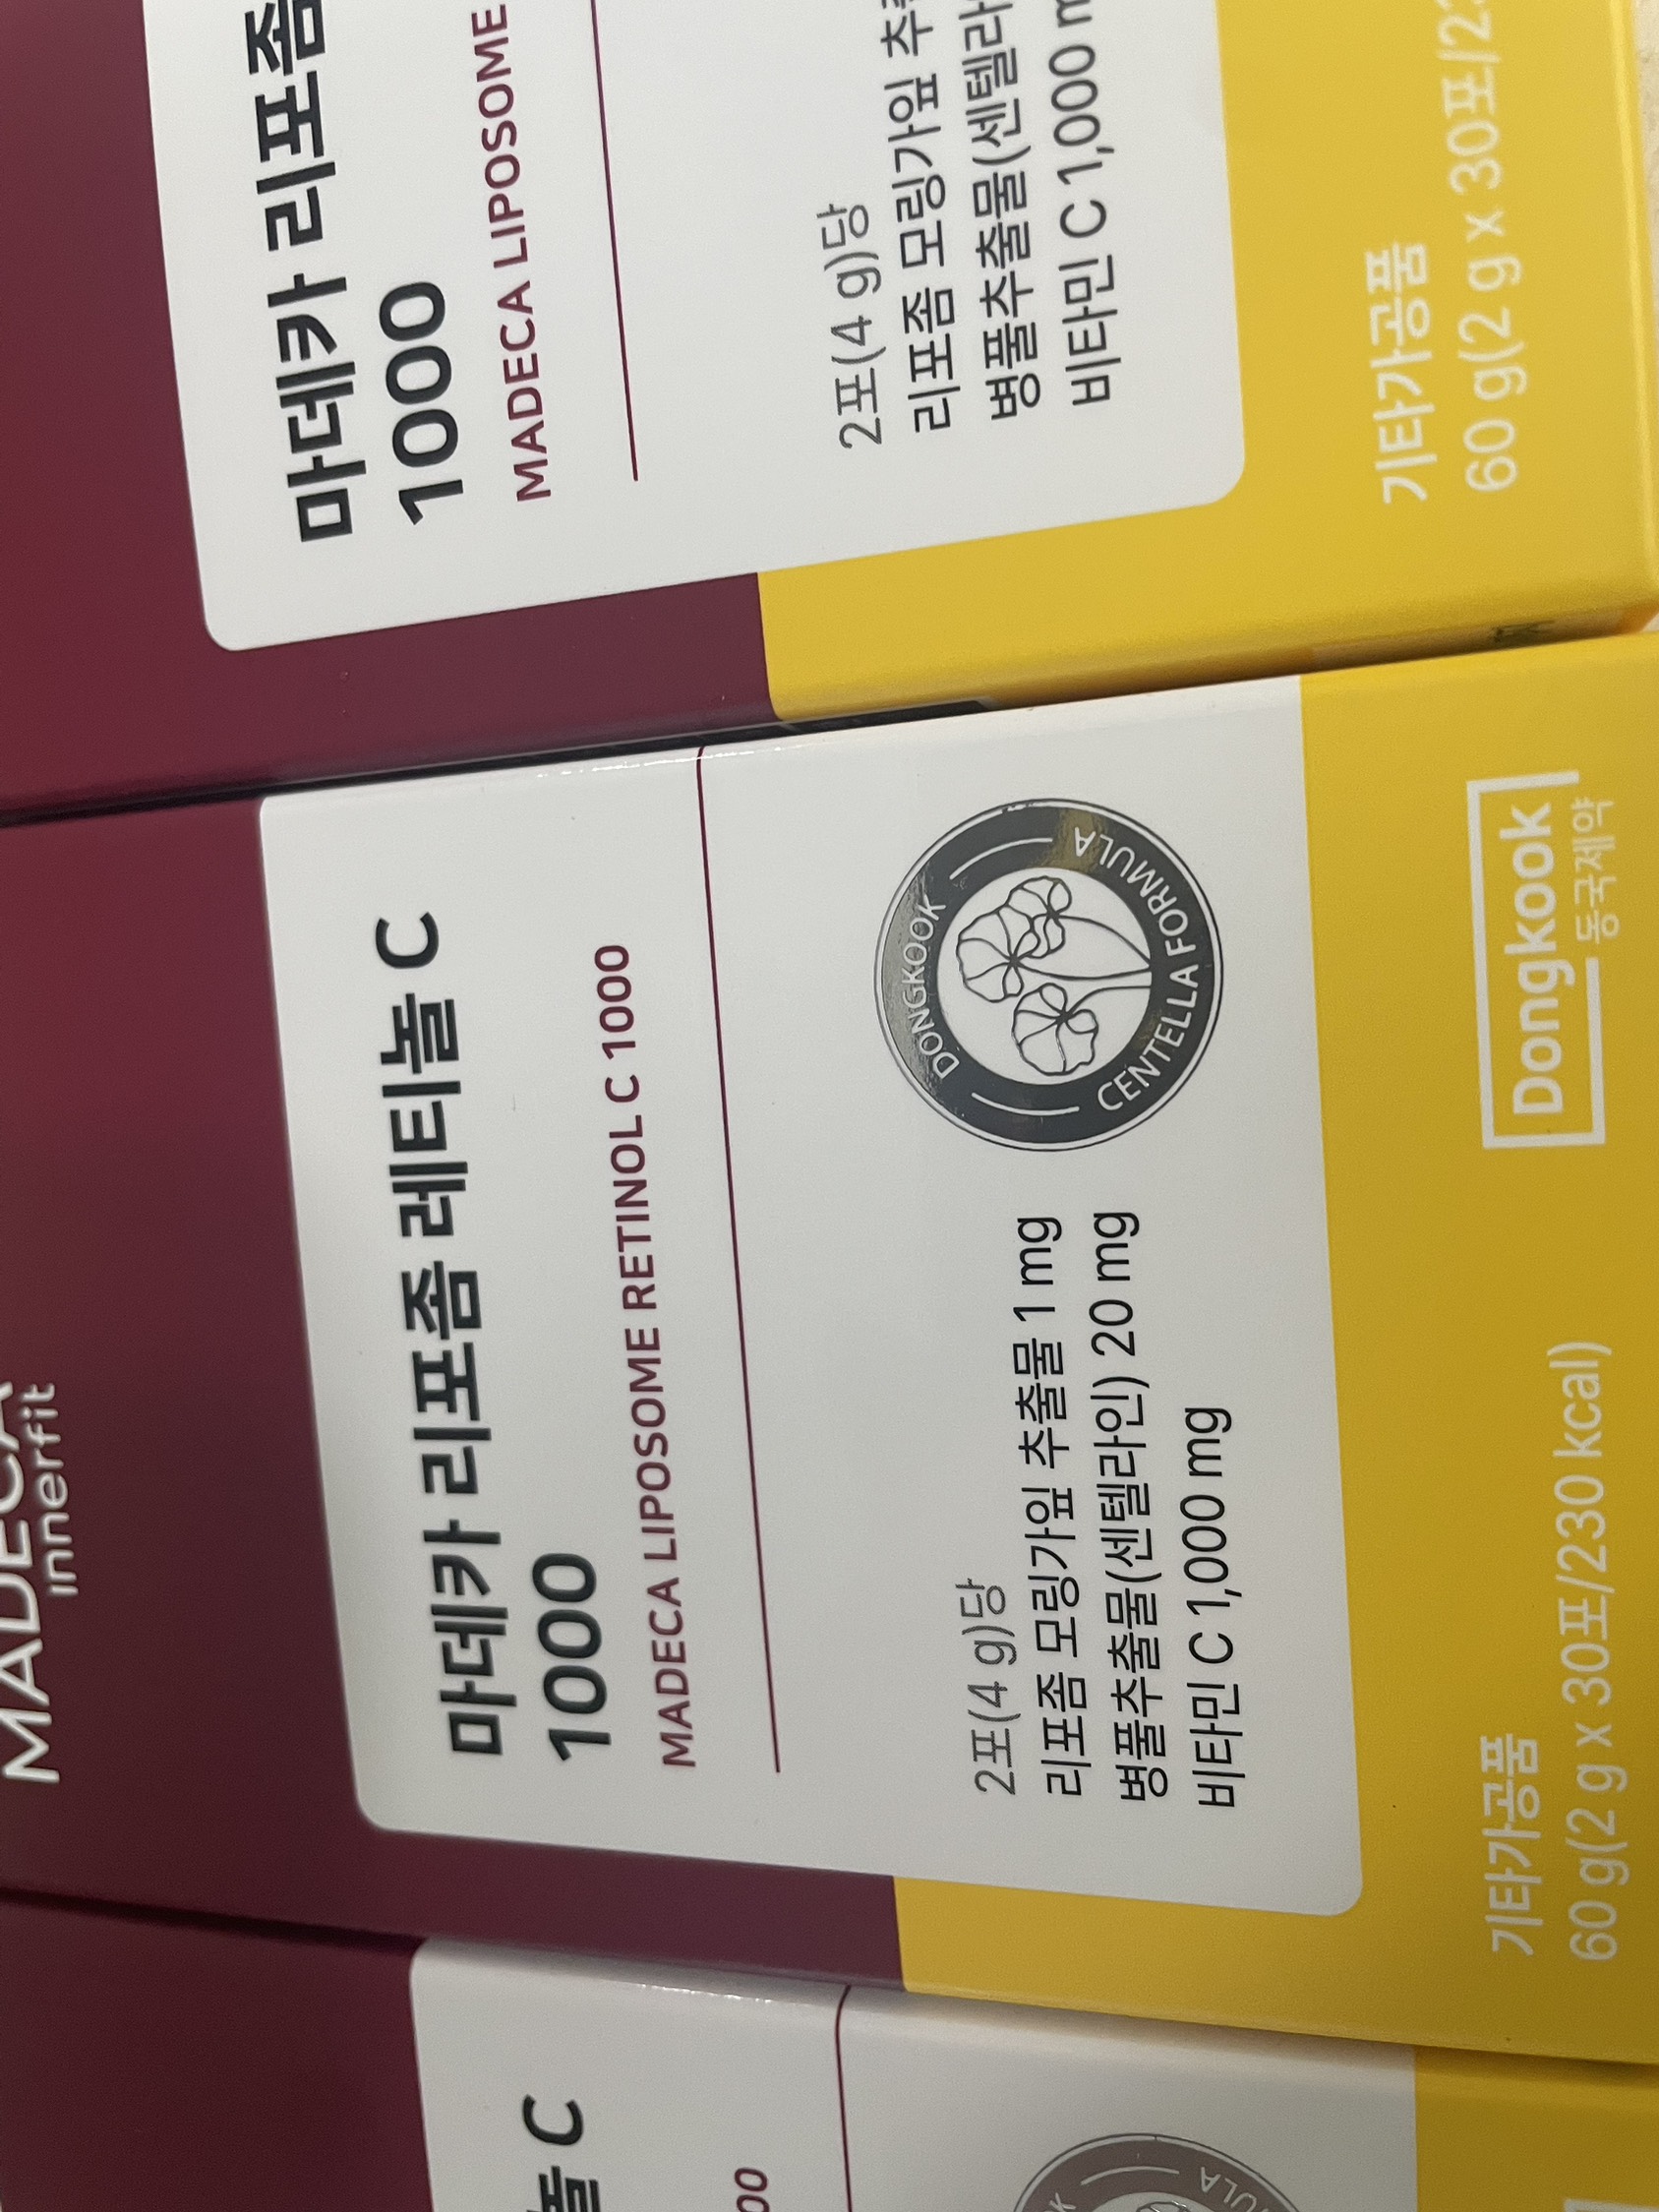 마데카 리포좀
1000
MADECA LIPOSOME
2포(4 g)당
리포좀 모링가잎
병풀추출물(센텔라
비타민 C 1,000
기타가공품
60 g(2 g x 30포/
MADECA
innerfit
마데카 리포좀 레티놀 C
1000
MADECA LIPOSOME RETINOL C 1000
2포(4 g)당
리포좀 모링가잎 추출물 1 mg
병풀추출물(센텔라인) 20 mg
비타민 C 1,000 mg
DONGKOOK
CENTELLA FORMULA
기타가공품
60 g(2 g x 30포/230 kcal)
Dongkook
동국제약
놀 C